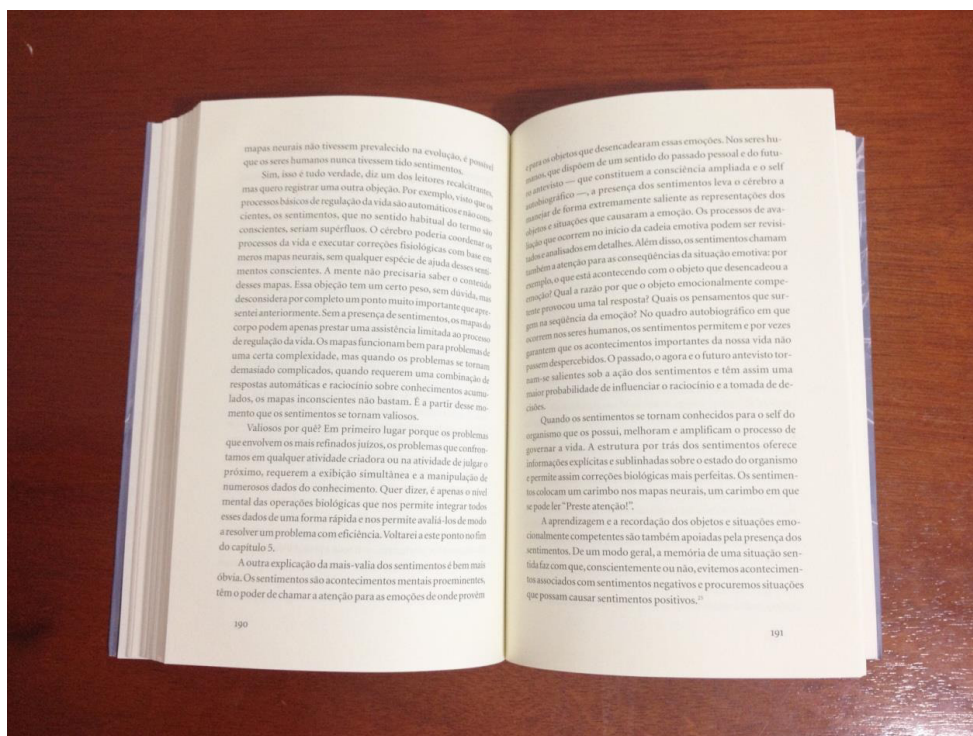 mapas neurais não tivessem prevalecido na evolução, é possível
que os seres humanos nunca tivessem tido sentimentos.
Sim, isso é tudo verdade, diz um dos leitores recalcitrantes,
mas quero registrar uma outra objeção. Por exemplo, visto que os
processos básicos de regulação da vida são automáticos e não cons-
cientes, os sentimentos, que no sentido habitual do termo são
conscientes, seriam supérfluos. O cérebro poderia coordenar os
processos da vida e executar correções fisiológicas com base em
meros mapas neurais, sem qualquer espécie de ajuda desses senti-
mentos conscientes. A mente não precisaria saber o conteúdo
desses mapas. Essa objeção tem um certo peso, sem dúvida, mas
desconsidera por completo um ponto muito importante que apre-
sentei anteriormente. Sem a presença de sentimentos, os mapas do
corpo podem apenas prestar uma assistência limitada ao processo
de regulação da vida. Os mapas funcionam bem para problemas de
uma certa complexidade, mas quando os problemas se tornam
demasiado complicados, quando requerem uma combinação de
respostas automáticas e raciocínio sobre conhecimentos acumu-
lados, os mapas inconscientes não bastam. É a partir desse mo-
mento que os sentimentos se tornam valiosos.
Valiosos por quê? Em primeiro lugar porque os problemas
que envolvem os mais refinados juízos, os problemas que confron-
tamos em qualquer atividade criadora ou na atividade de julgar o
próximo, requerem a exibição simultânea e a manipulação de
numerosos dados do conhecimento. Quer dizer, é apenas o nível
mental das operações biológicas que nos permite integrar todos
esses dados de uma forma rápida e nos permite avaliá-los de modo
a resolver um problema com eficiência. Voltarei a este ponto no fim
do capítulo 5.
A outra explicação da mais-valia dos sentimentos é bem mais
óbvia. Os sentimentos são acontecimentos mentais proeminentes,
têm o poder de chamar a atenção para as emoções de onde provêm
190
e para os objetos que desencadearam essas emoções. Nos seres hu-
manos, que dispõem de um sentido do passado pessoal e do futu-
ro antevisto — que constituem a consciência ampliada e o self
autobiográfico —, a presença dos sentimentos leva o cérebro a
manejar de forma extremamente saliente as representações dos
objetos e situações que causaram a emoção. Os processos de ava-
liação que ocorrem no início da cadeia emotiva podem ser revisi-
tados e analisados em detalhes. Além disso, os sentimentos chamam
também a atenção para as conseqüências da situação emotiva: por
exemplo, o que está acontecendo com o objeto que desencadeou a
emoção? Qual a razão por que o objeto emocionalmente compe-
tente provocou uma tal resposta? Quais os pensamentos que sur-
gem na seqüência da emoção? No quadro autobiográfico em que
ocorrem nos seres humanos, os sentimentos permitem e por vezes
garantem que os acontecimentos importantes da nossa vida não
passem despercebidos. O passado, o agora e o futuro antevisto tor-
nam-se salientes sob a ação dos sentimentos e têm assim uma
maior probabilidade de influenciar o raciocínio e a tomada de de-
cisões.
Quando os sentimentos se tornam conhecidos para o self do
organismo que os possui, melhoram e amplificam o processo de
governar a vida. A estrutura por trás dos sentimentos oferece
informações explícitas e sublinhadas sobre o estado do organismo
e permite assim correções biológicas mais perfeitas. Os sentimen-
tos colocam um carimbo nos mapas neurais, um carimbo em que
se pode ler “Preste atenção!”.
A aprendizagem e a recordação dos objetos e situações emo-
cionalmente competentes são também apoiadas pela presença dos
sentimentos. De um modo geral, a memória de uma situação sen-
tida faz com que, conscientemente ou não, evitemos acontecimen-
tos associados com sentimentos negativos e procuremos situações
que possam causar sentimentos positivos.
191